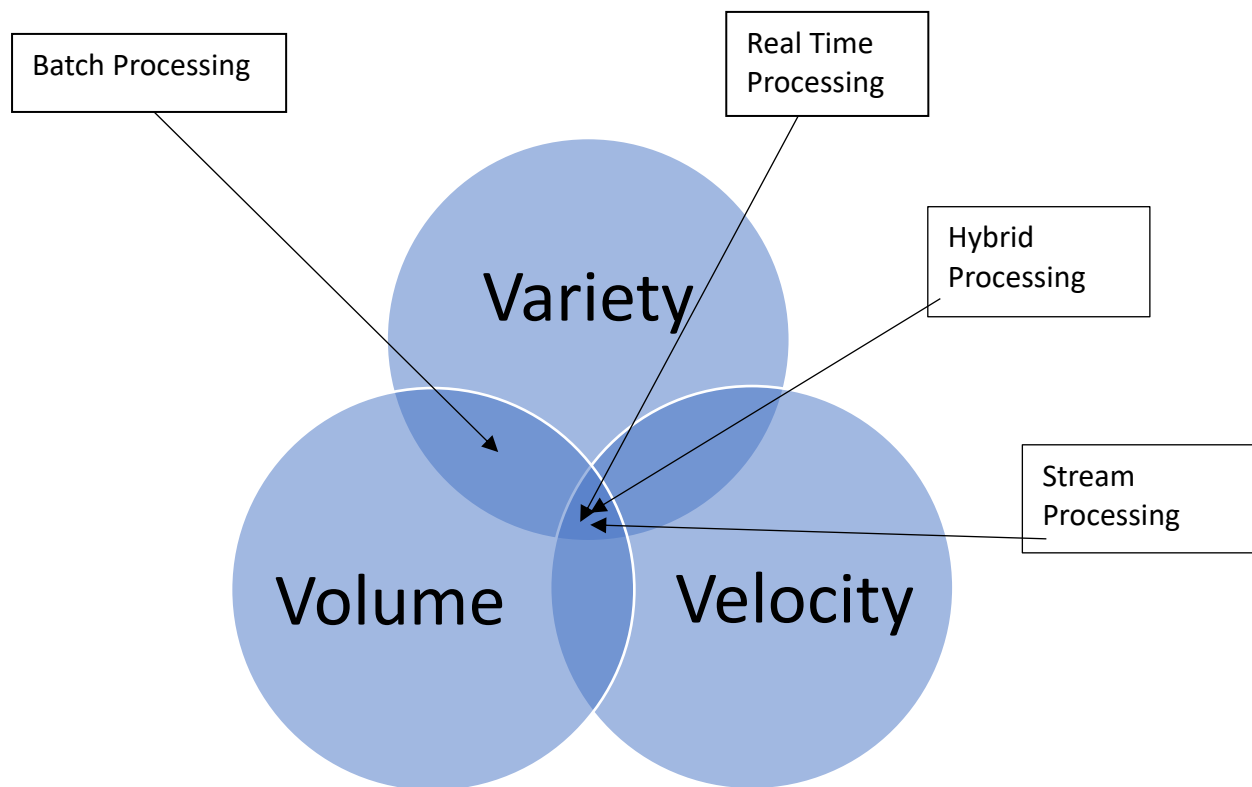 Batch Processing
Real Time
Processing
Hybrid
Processing
Variety
Stream
Processing
Volume
Velocity